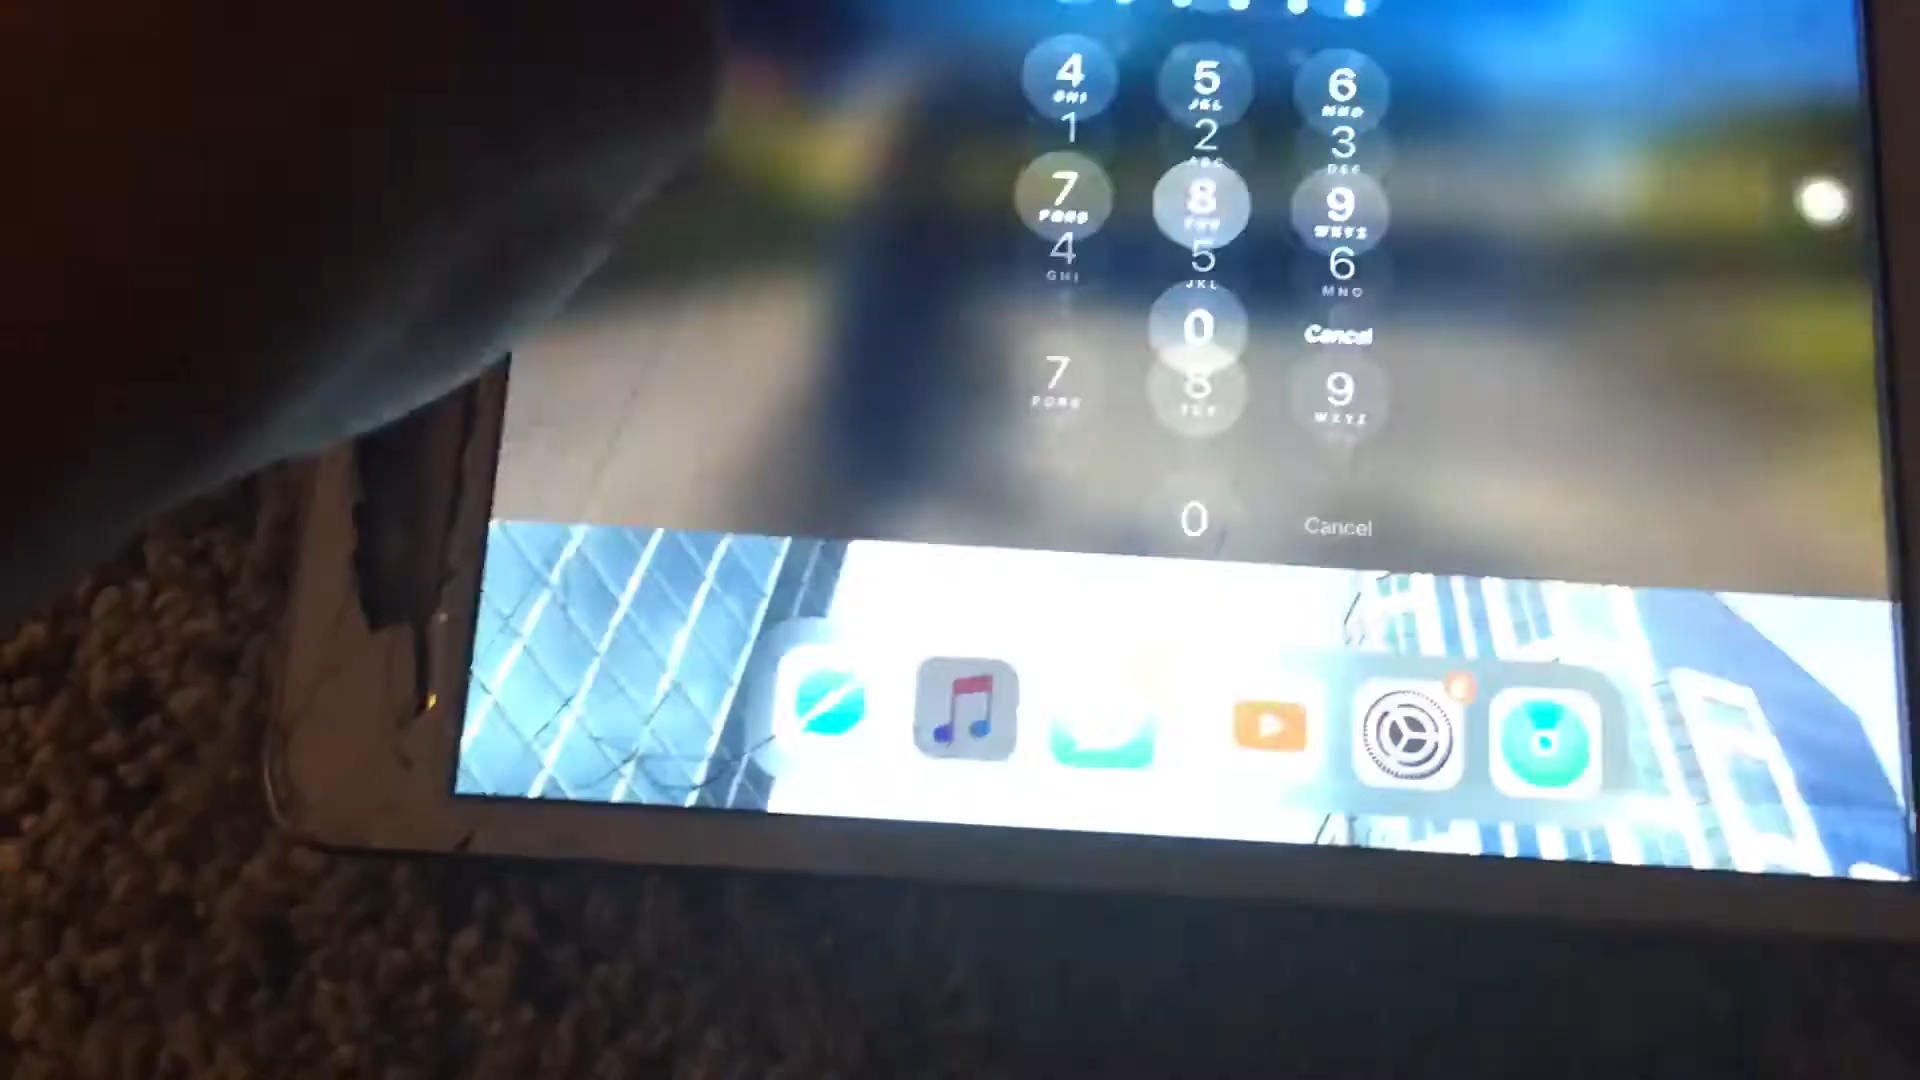 4 5 6
GHI JKL MNO
1 2 3
ABC DEF
7 8 9
PQRS TUV WXYZ
4 5 6
GHI JKL MNO
0 Cancel
7 8 9
PQRS TUV WXYZ
0 Cancel